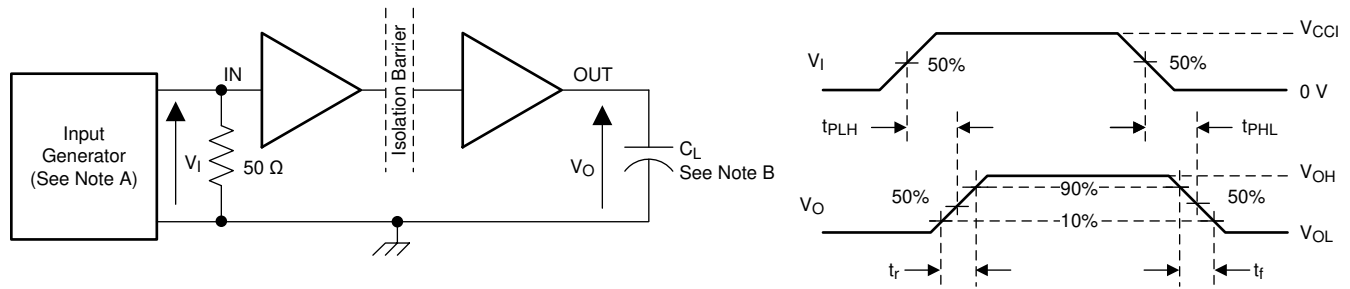 Input
Generator
(See Note A)
IN
VI
50 Ω
Isolation Barrier
OUT
VO
CL
See Note B
VI
50%
50%
VCCI
0 V
tPLH
tPHL
VO
50%
90%
50%
10%
VOH
VOL
tr
tf